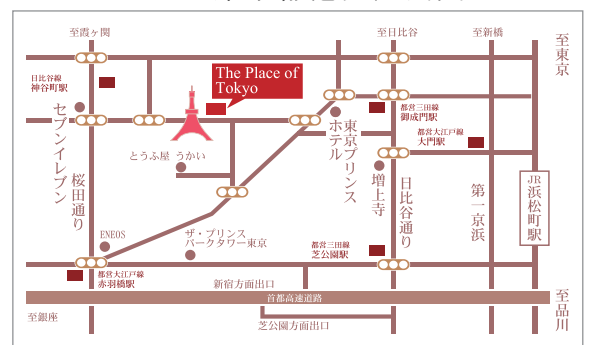 至霞ヶ関
至日比谷
至新橋
至東京
日比谷線
神谷町駅
The Place of
Tokyo
セブンイレブン
都営三田線
御成門駅
東京プリンス
ホテル
都営大江戸線
大門駅
とうふ屋 うかい
桜田通り
増上寺
日比谷通り
第一京浜
JR
浜松町駅
ENEOS
ザ・プリンス
パークタワー東京
都営三田線
芝公園駅
都営大江戸線
赤羽橋駅
新宿方面出口
首都高速道路
至品川
至銀座
芝公園方面出口